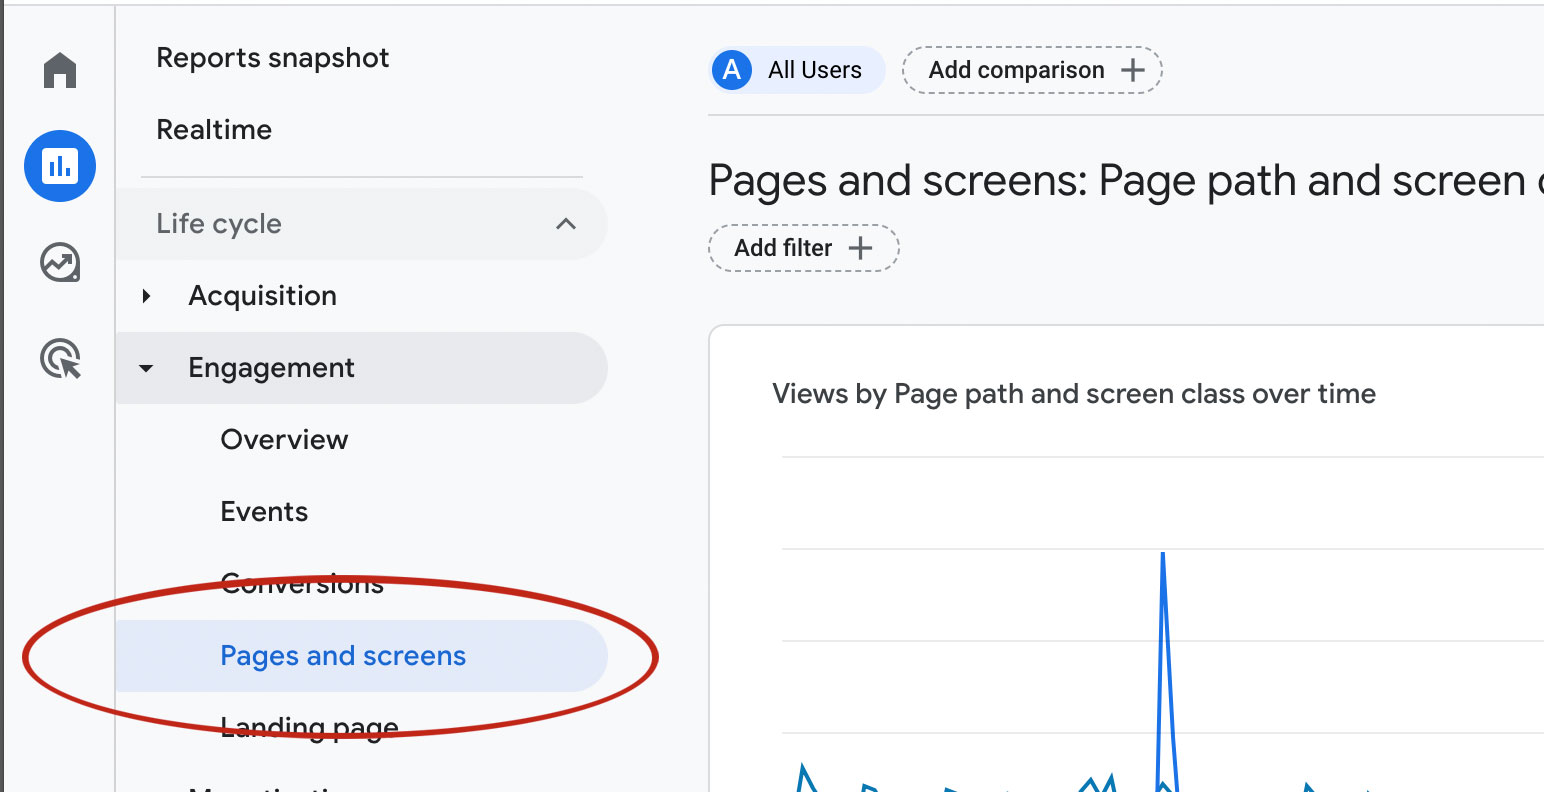 Reports snapshot
Realtime
Life cycle
Acquisition
Engagement
Overview
Events
Conversions
Pages and screens
Landing page
A All Users
Add comparison
Pages and screens: Page path and screen
Add filter
Views by Page path and screen class over time